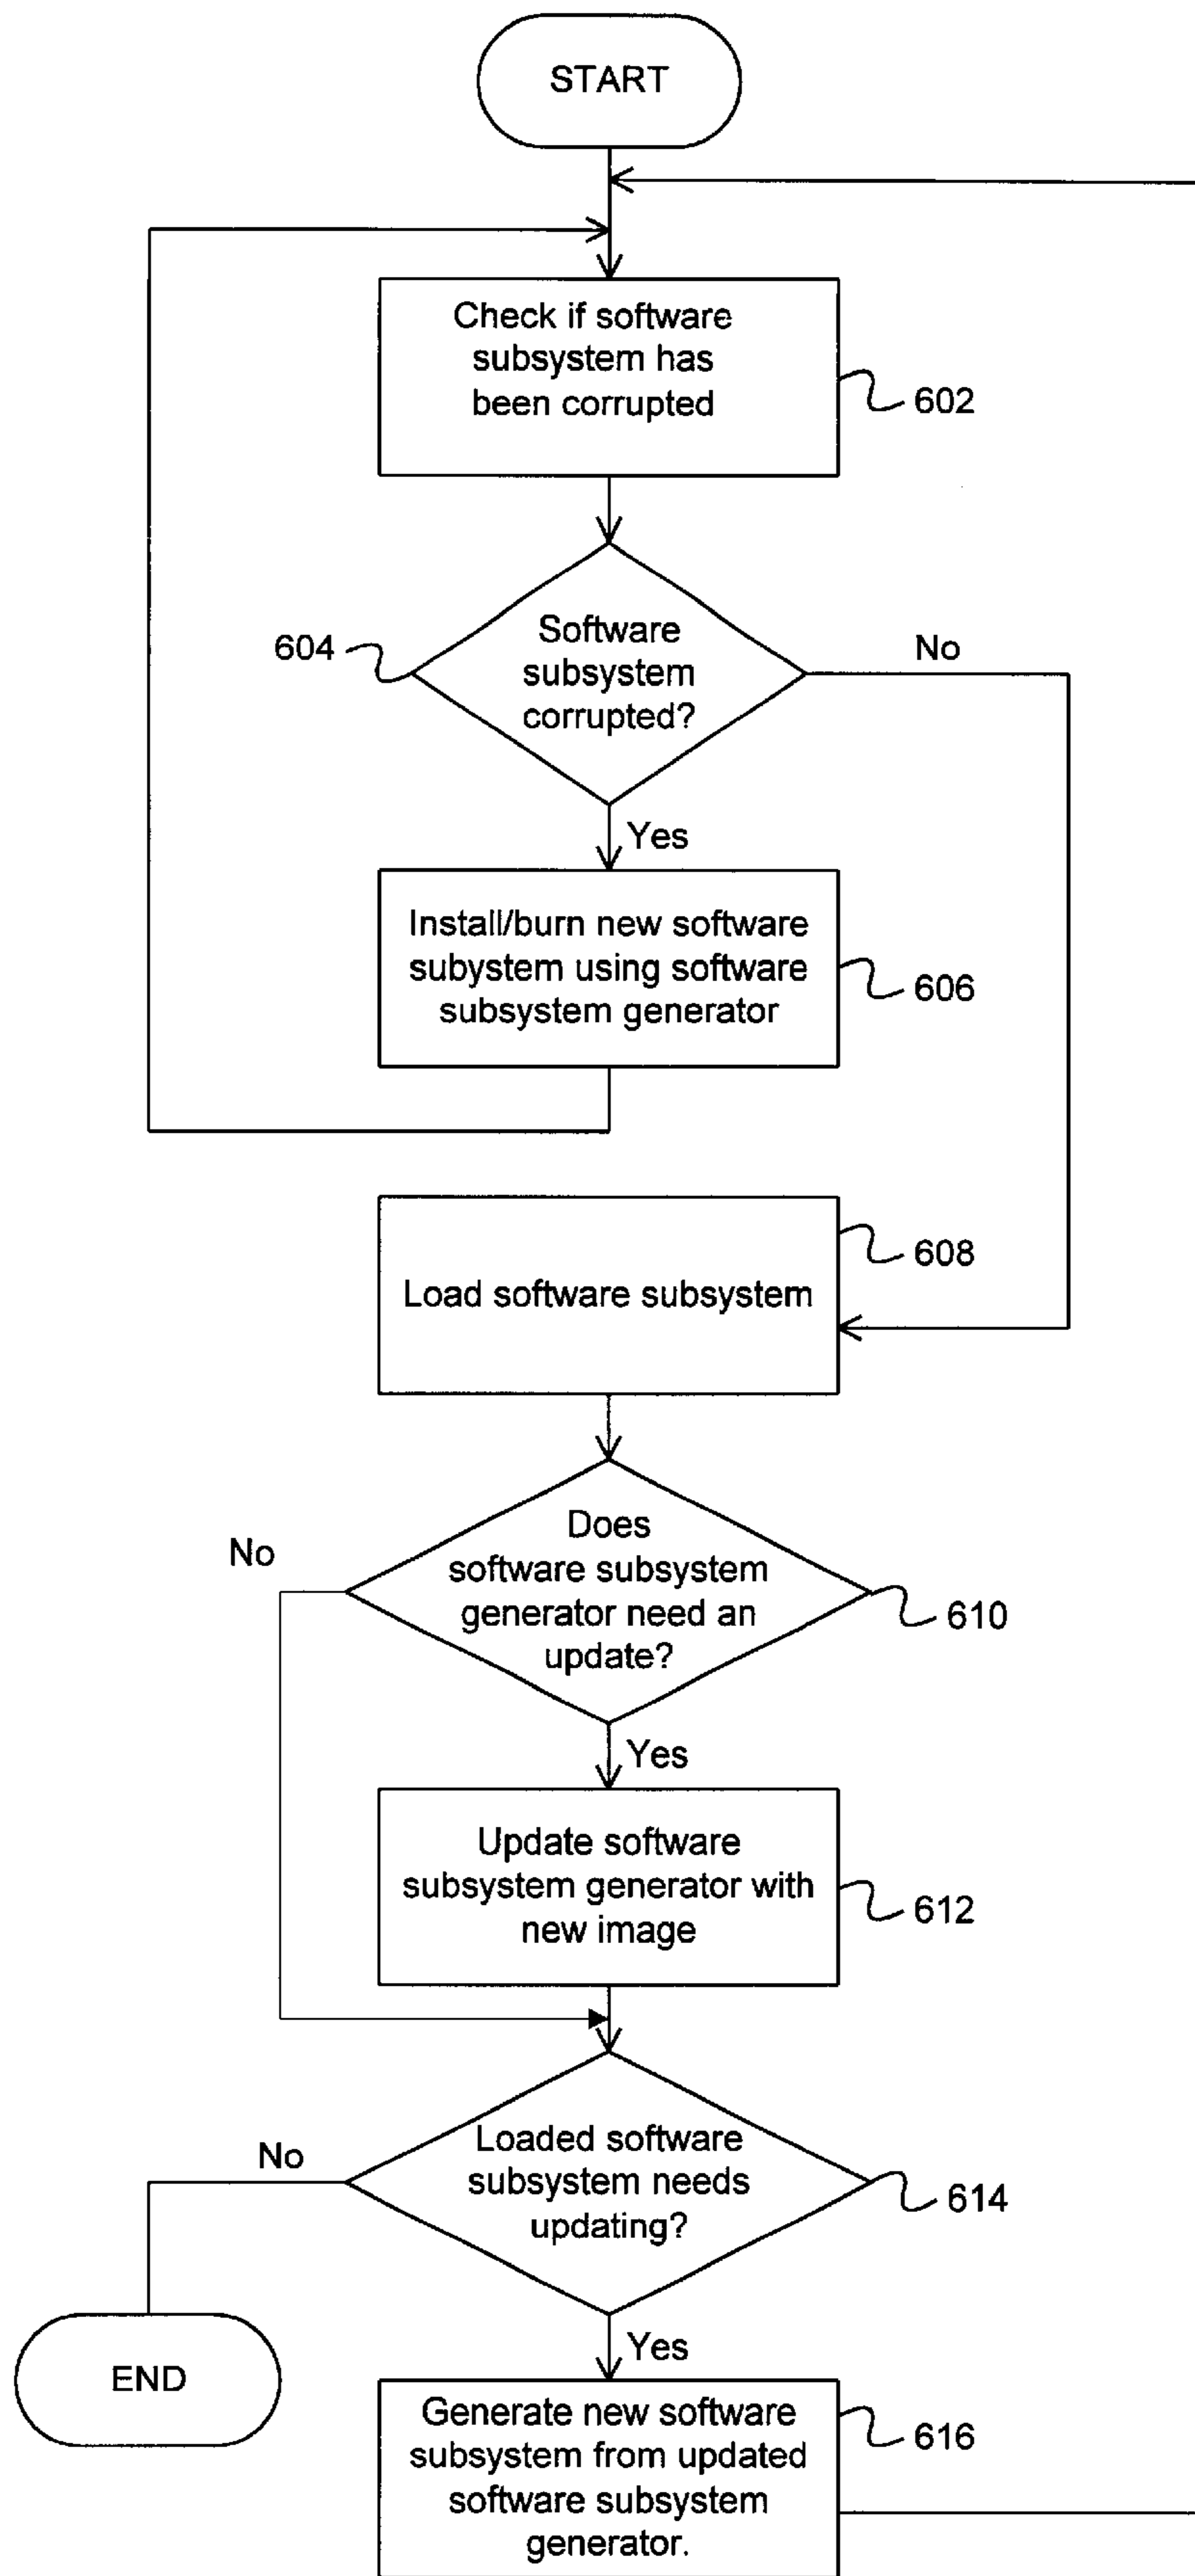 START
Check if software
subsystem has
been corrupted
602
604
Software
subsystem
corrupted?
No
Yes
Install/burn new software
subystem using software
subsystem generator
606
608
Load software subsystem
No
Does
software subsystem
generator need an
update?
610
Yes
Update software
subsystem generator with
new image
612
No
Loaded software
subsystem needs
updating?
614
Yes
END
Generate new software
subsystem from updated
software subsystem
generator.
616